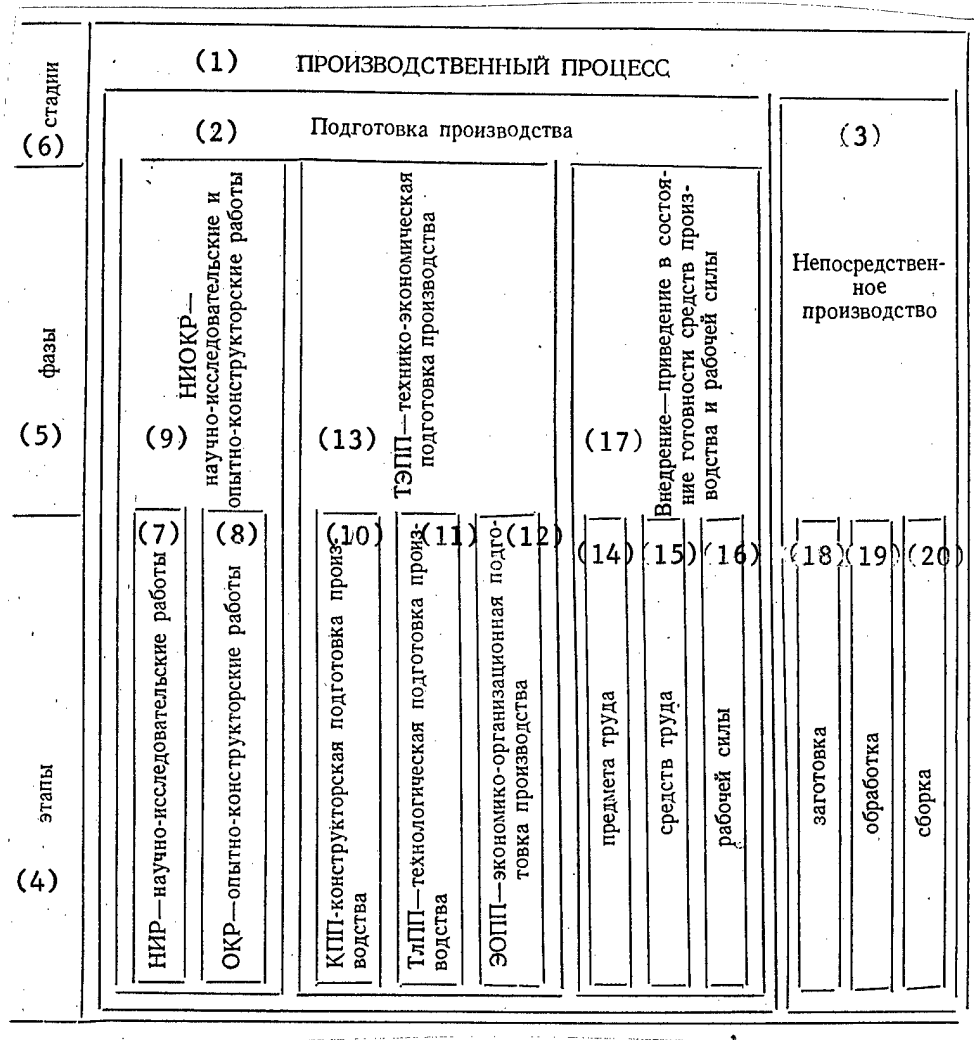 (1) ПРОИЗВОДСТВЕННЫЙ ПРОЦЕСС
стадии
(6)
(2) Подготовка производства
(3)
Непосредствен-
ное
производство
фазы
(5)
(9)
НИОКР—
научно-исследовательские и
опытно-конструкторские работы
(13)
ТЭПП—технико-экономическая
подготовка производства
(17)
Внедрение—приведение в состоя-
ние готовности средств произ-
водства и рабочей силы
этапы
(4)
(7)
НИР—научно-исследовательские работы
(8)
ОКР—опытно-конструкторские работы
(10)
КПП-конструкторская подготовка произ-
водства
(11)
ТлПП—технологическая подготовка произ-
водства
(12)
ЭОПП—экономико-организационная подго-
товка производства
(14)
предмета труда
(15)
средств труда
(16)
рабочей силы
(18)
заготовка
(19)
обработка
(20)
сборка